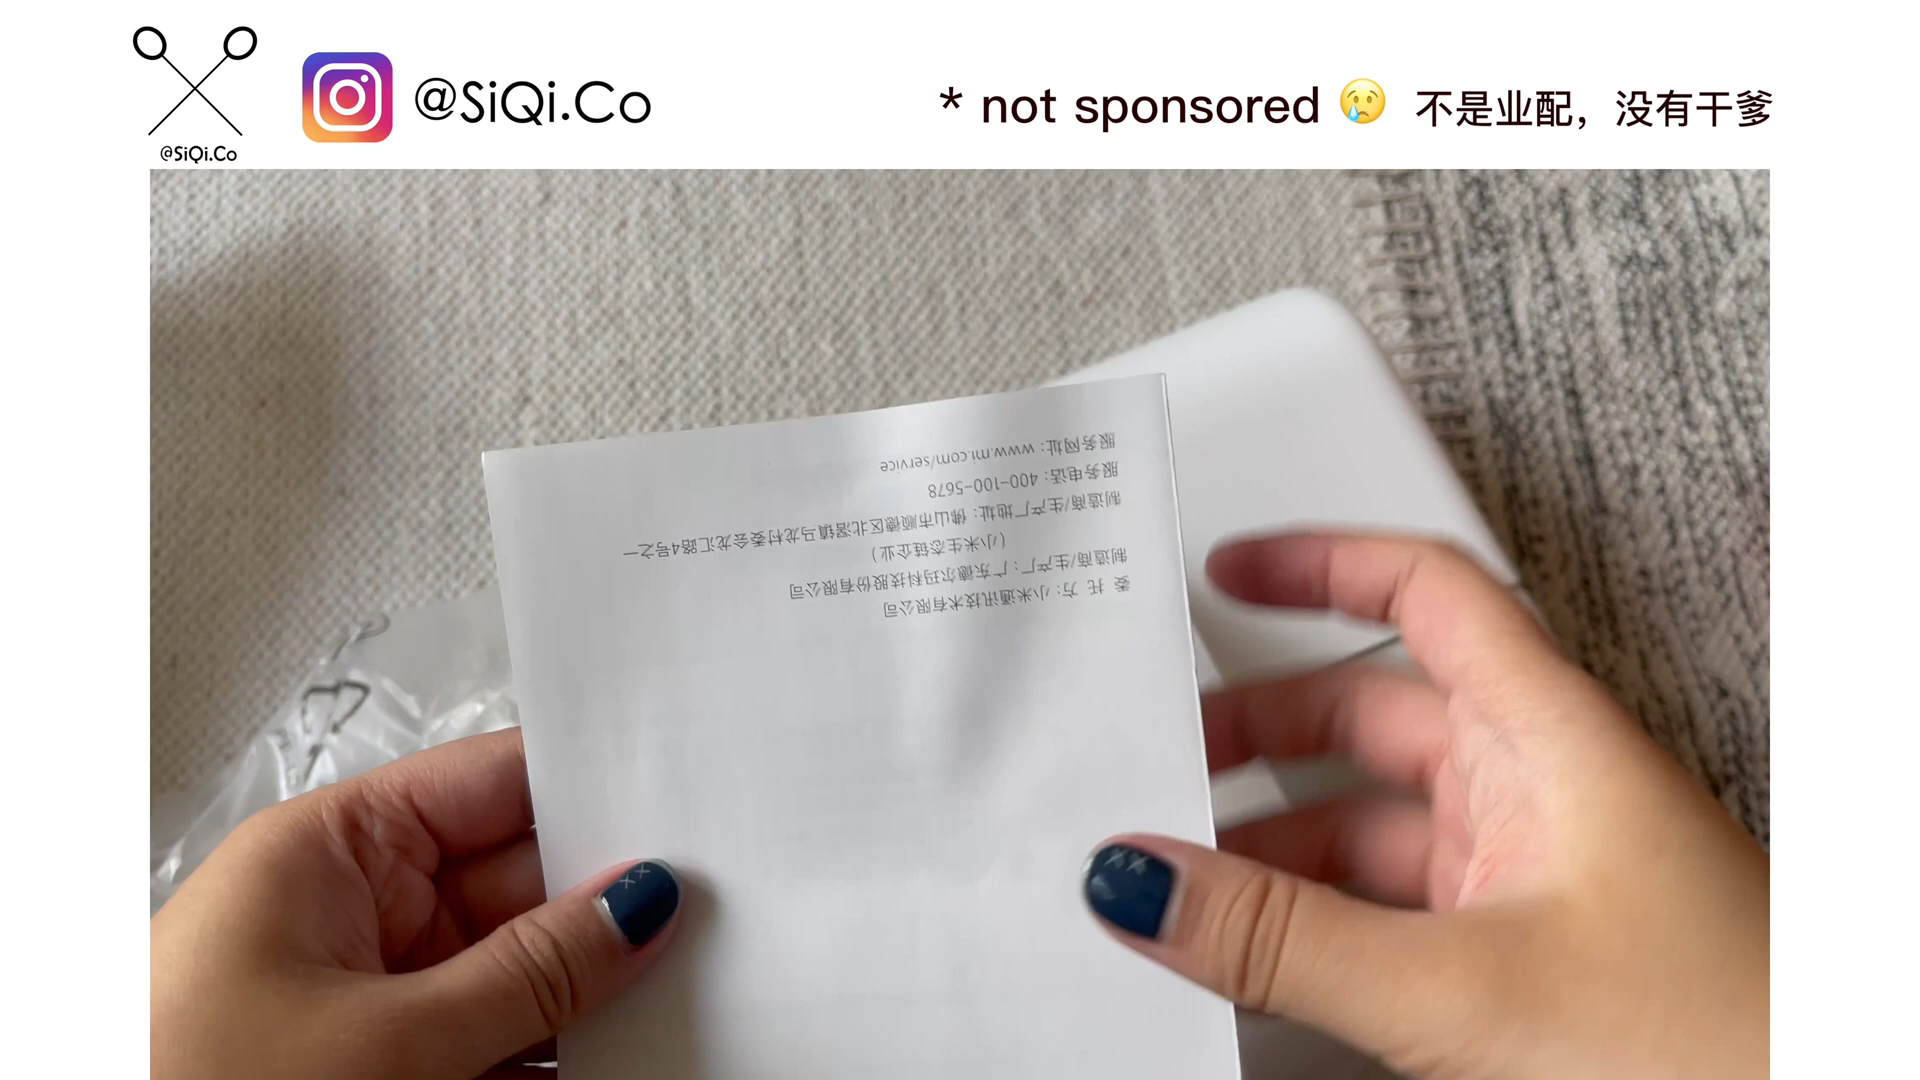 @SiQi.Co
@SiQi.Co
* not sponsored 😢 不是业配，没有干爹
委 托 方：小米通讯技术有限公司
制造商/生产厂：广东德尔玛科技股份有限公司
（小米生态链企业）
制造商/生产厂地址：佛山市顺德区北滘镇马龙村委会龙汇路4号之一
服务电话：400-100-5678
服务网址：www.mi.com/service